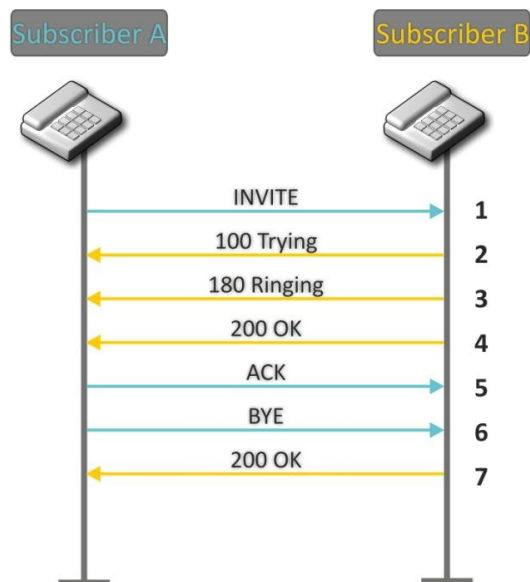 Subscriber A
Subscriber B
INVITE
1
100 Trying
2
180 Ringing
3
200 OK
4
ACK
5
BYE
6
200 OK
7